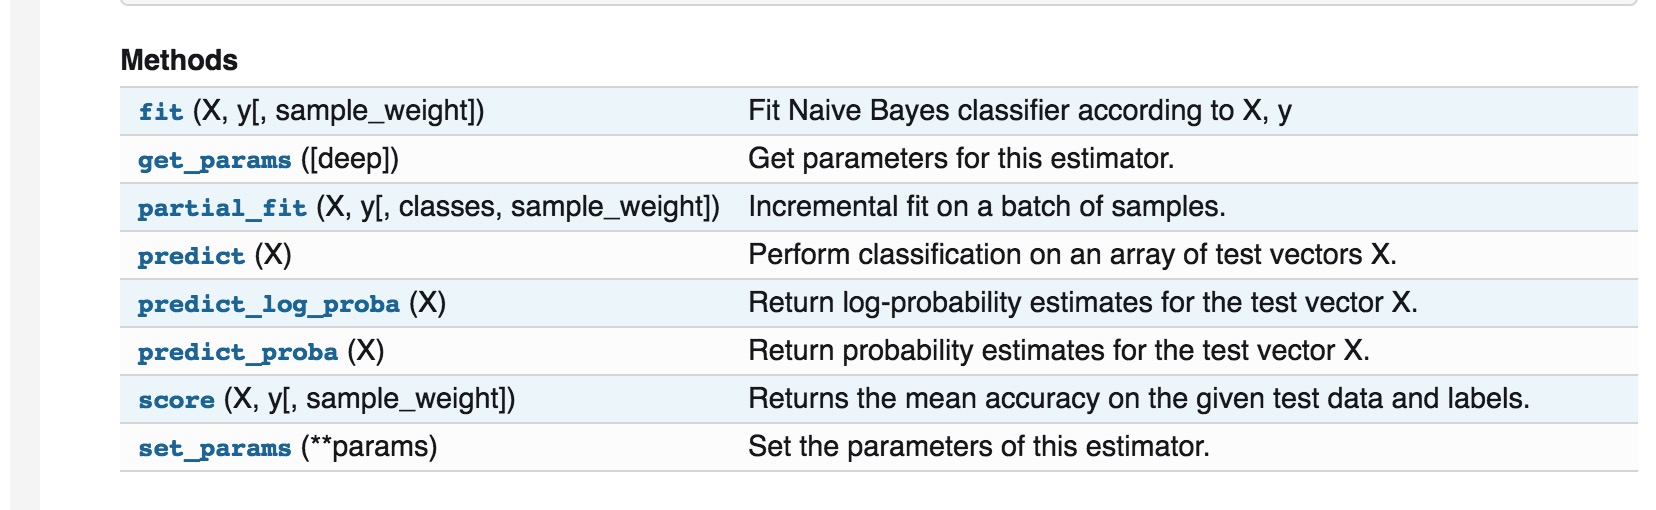 Methods
fit (X, y[, sample_weight]) Fit Naive Bayes classifier according to X, y
get_params ([deep]) Get parameters for this estimator.
partial_fit (X, y[, classes, sample_weight]) Incremental fit on a batch of samples.
predict (X) Perform classification on an array of test vectors X.
predict_log_proba (X) Return log-probability estimates for the test vector X.
predict_proba (X) Return probability estimates for the test vector X.
score (X, y[, sample_weight]) Returns the mean accuracy on the given test data and labels.
set_params (**params) Set the parameters of this estimator.